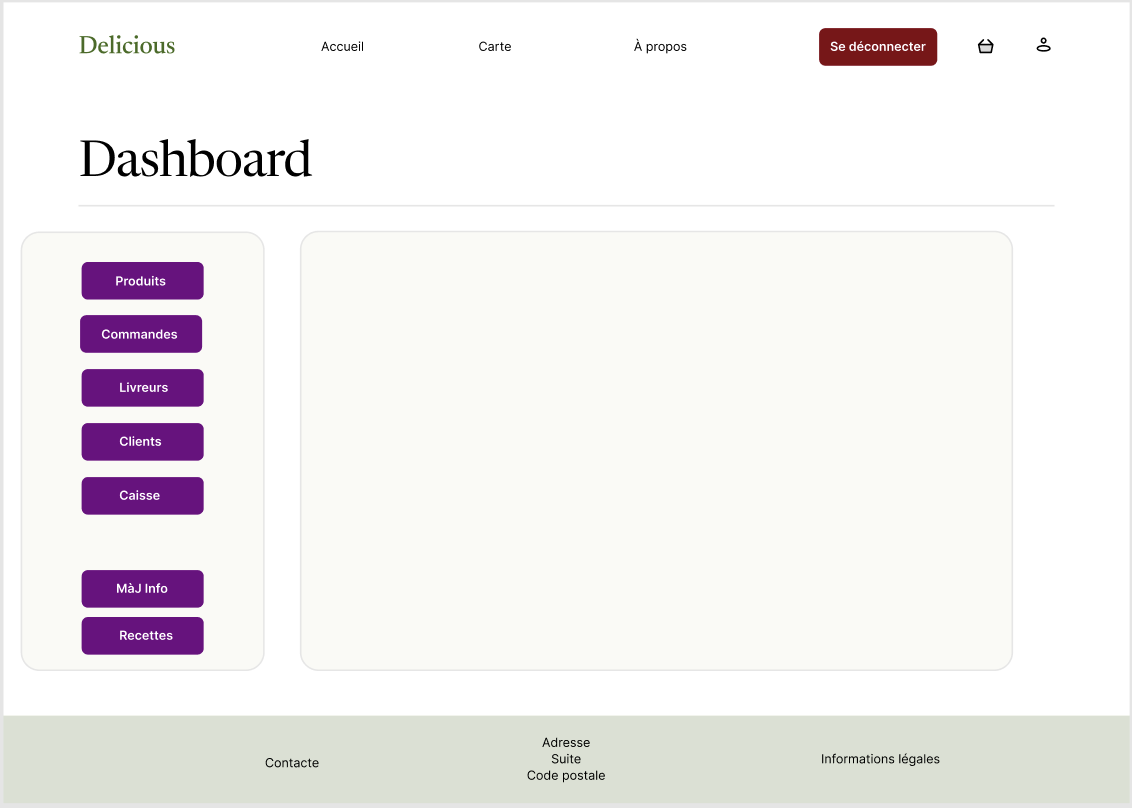 Delicious
Accueil
Carte
À propos
Se déconnecter
Dashboard
Produits
Commandes
Livreurs
Clients
Caisse
MàJ Info
Recettes
Contacte
Adresse
Suite
Code postale
Informations légales